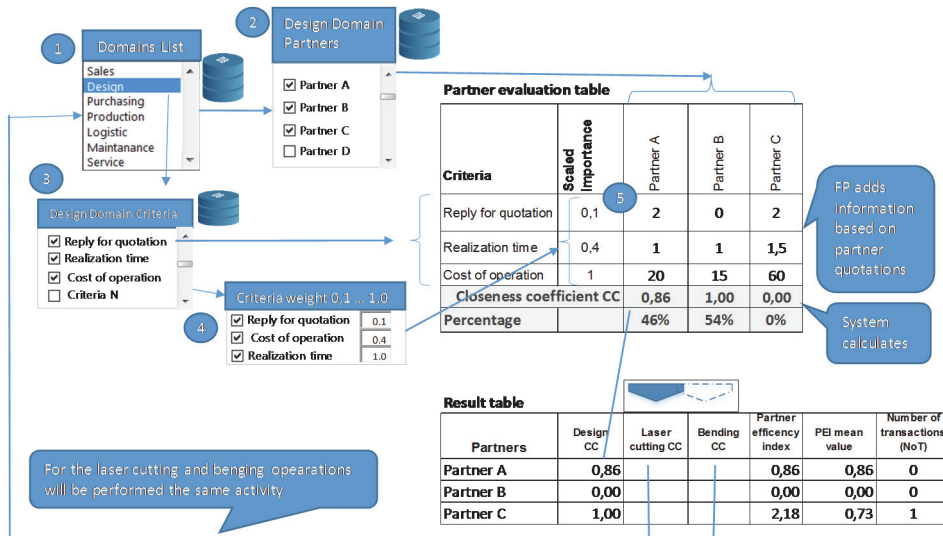 1
Domains List
Sales
Design
Purchasing
Production
Logistic
Maintanance
Service
2
Design Domain
Partners
Partner A
Partner B
Partner C
Partner D
3
Design Domain Criteria
Reply for quotation
Realization time
Cost of operation
Criteria N
4
Criteria weight 0,1 ... 1,0
Reply for quotation 0.1
Cost of operation 0.4
Realization time 1.0
Partner evaluation table
Criteria Scaled Importance Partner A Partner B Partner C
5
Reply for quotation 0,1 2 0 2
Realization time 0,4 1 1 1,5
Cost of operation 1 20 15 60
Closeness coefficient CC 0,86 1,00 0,00
Percentage 46% 54% 0%
FP adds
information
based on
partner
quotations
System
calculates
Result table
Partners Design CC Laser cutting CC Bending CC Partner efficency index PEI mean value Number of transactions (NoT)
Partner A 0,86 0,86 0,86 0
Partner B 0,00 0,00 0,00 0
Partner C 1,00 2,18 0,73 1
For the laser cutting and benging opearations
will be performed the same activity